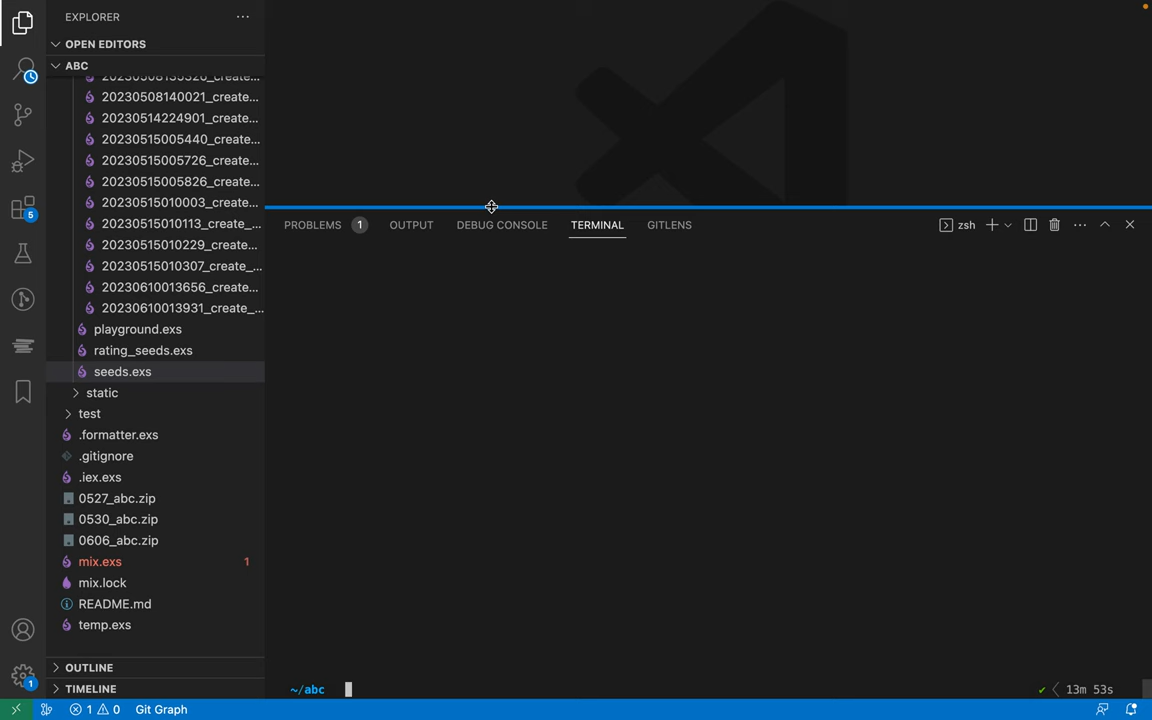 EXPLORER
OPEN EDITORS
ABC
20230508135326_create...
20230508140021_create...
20230514224901_create...
20230515005440_create...
20230515005726_create...
20230515005826_create...
20230515010003_create...
20230515010113_create_...
20230515010229_create...
20230515010307_create_...
20230610013656_create...
20230610013931_create_...
playground.exs
rating_seeds.exs
seeds.exs
static
test
.formatter.exs
.gitignore
.iex.exs
0527_abc.zip
0530_abc.zip
0606_abc.zip
mix.exs 1
mix.lock
README.md
temp.exs
OUTLINE
TIMELINE
5
1
PROBLEMS 1 OUTPUT DEBUG CONSOLE TERMINAL GITLENS
zsh
~/abc
13m 53s
1 0 Git Graph